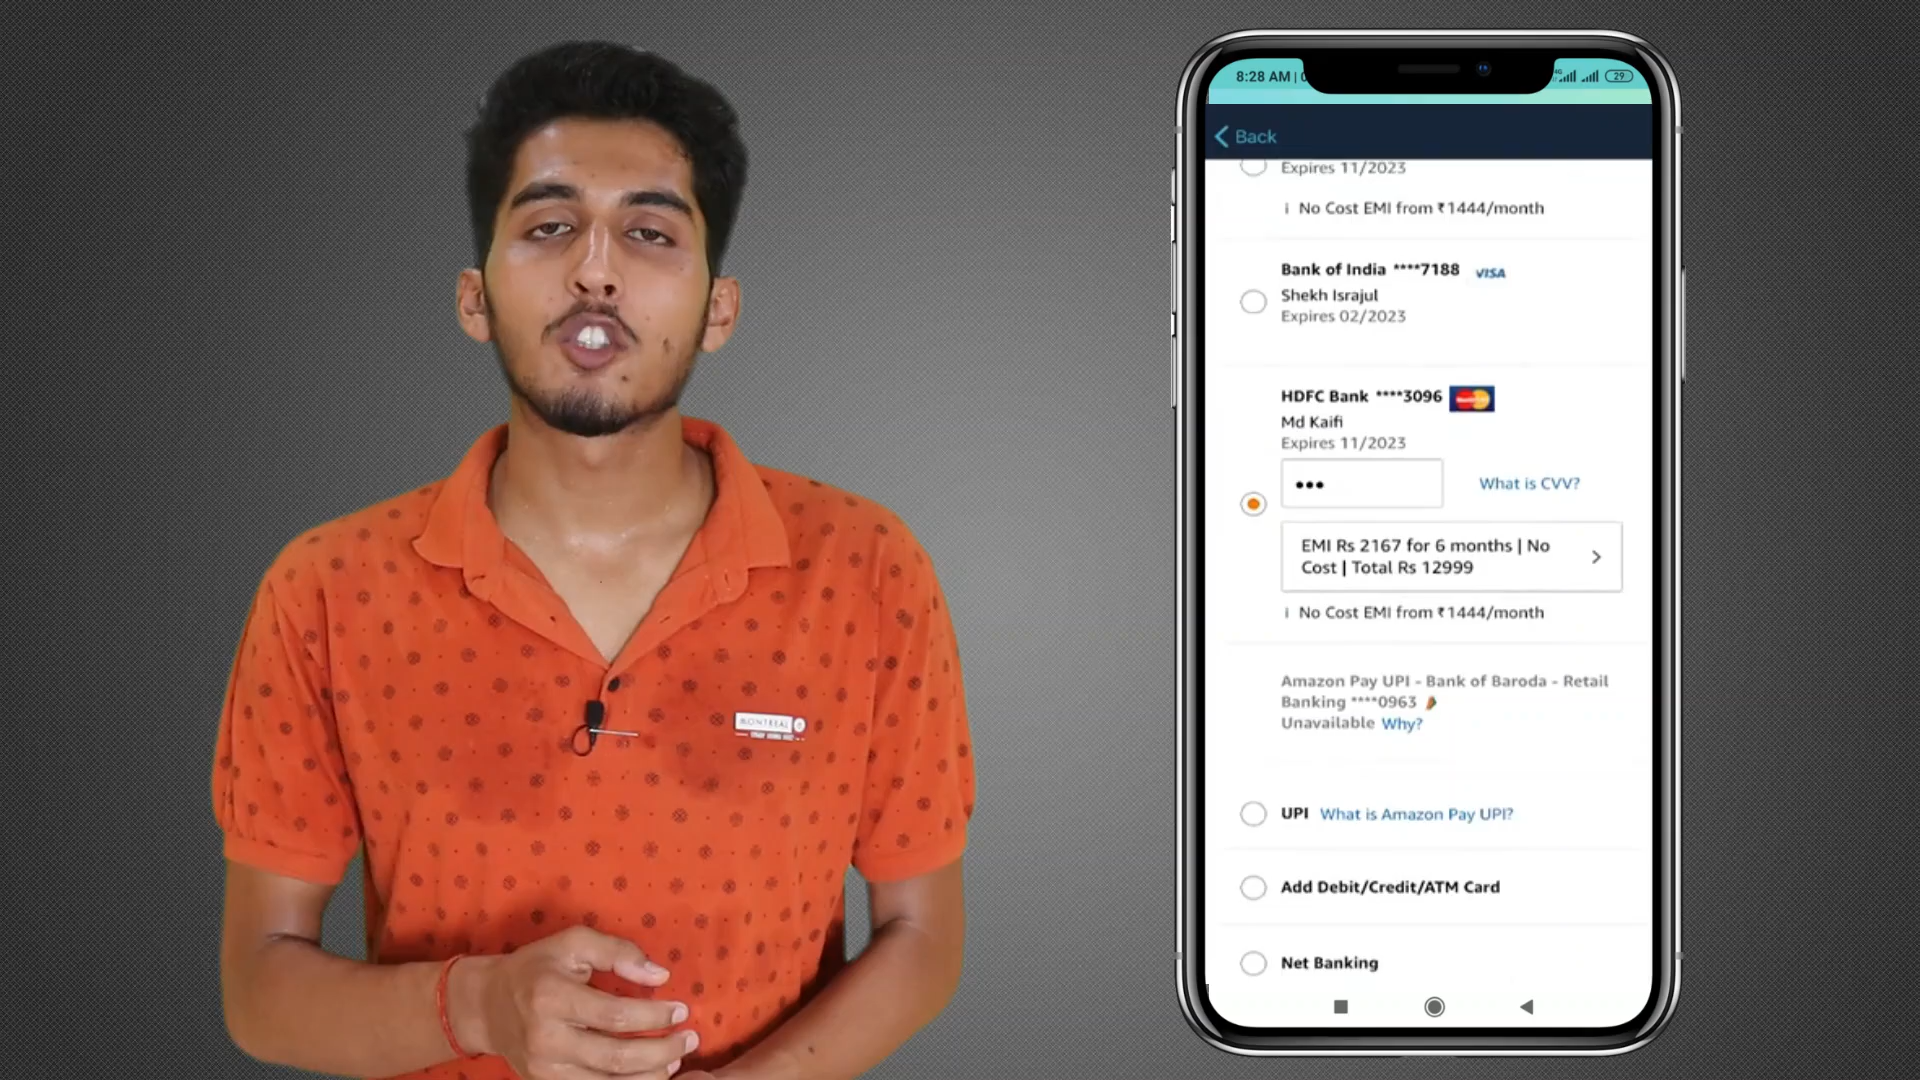 MONTREAL
8:28 AM |
29
Back
Expires 11/2023
No Cost EMI from ₹1444/month
Bank of India ****7188 VISA
Shekh Israjul
Expires 02/2023
HDFC Bank ****3096
Md Kaifi
Expires 11/2023
••• What is CVV?
EMI Rs 2167 for 6 months | No
Cost | Total Rs 12999
No Cost EMI from ₹1444/month
Amazon Pay UPI - Bank of Baroda - Retail
Banking ****0963
Unavailable Why?
UPI What is Amazon Pay UPI?
Add Debit/Credit/ATM Card
Net Banking